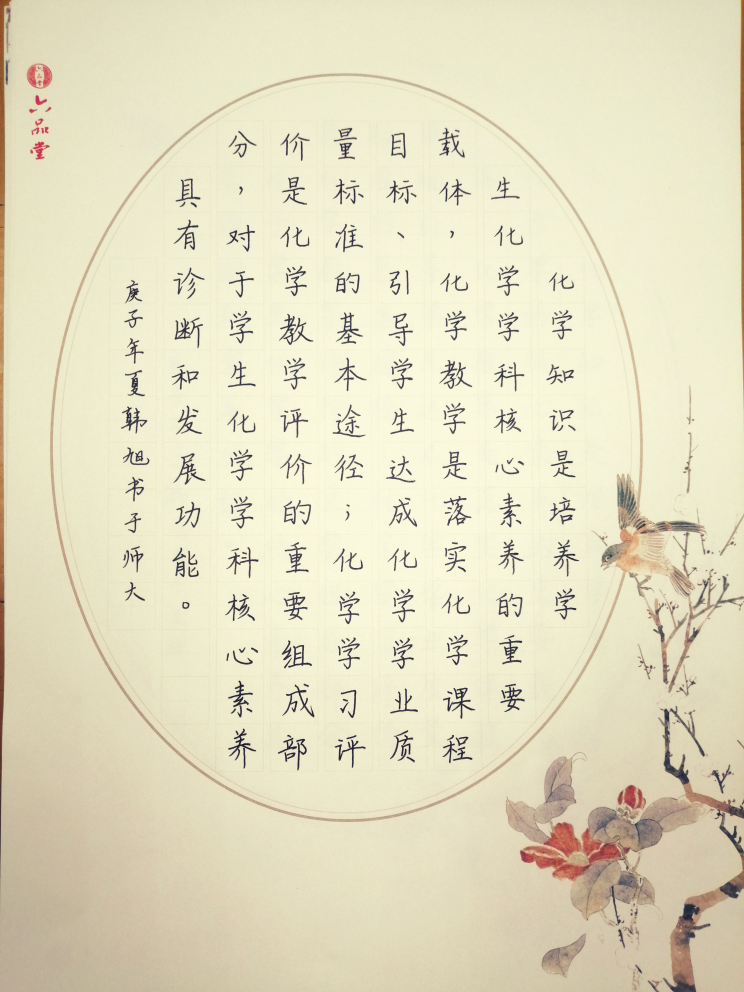 六品堂
化学知识是培养学
生化学学科核心素养的重要
载体，化学教学是落实化学课程
目标、引导学生达成化学学业质
量标准的基本途径；化学学习评
价是化学教学评价的重要组成部
分，对于学生化学学科核心素养
具有诊断和发展功能。
庚子年夏韩旭书于师大